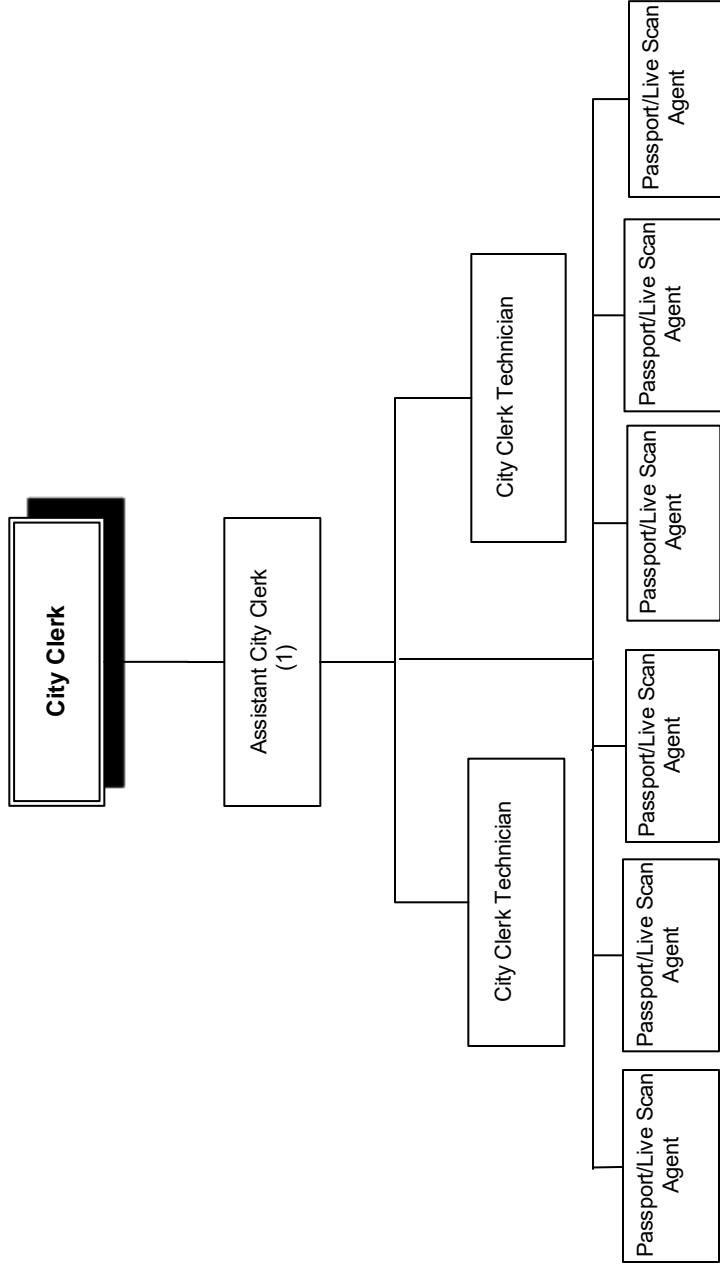 City Clerk
Assistant City Clerk
(1)
City Clerk Technician
City Clerk Technician
Passport/Live Scan
Agent
Passport/Live Scan
Agent
Passport/Live Scan
Agent
Passport/Live Scan
Agent
Passport/Live Scan
Agent
Passport/Live Scan
Agent